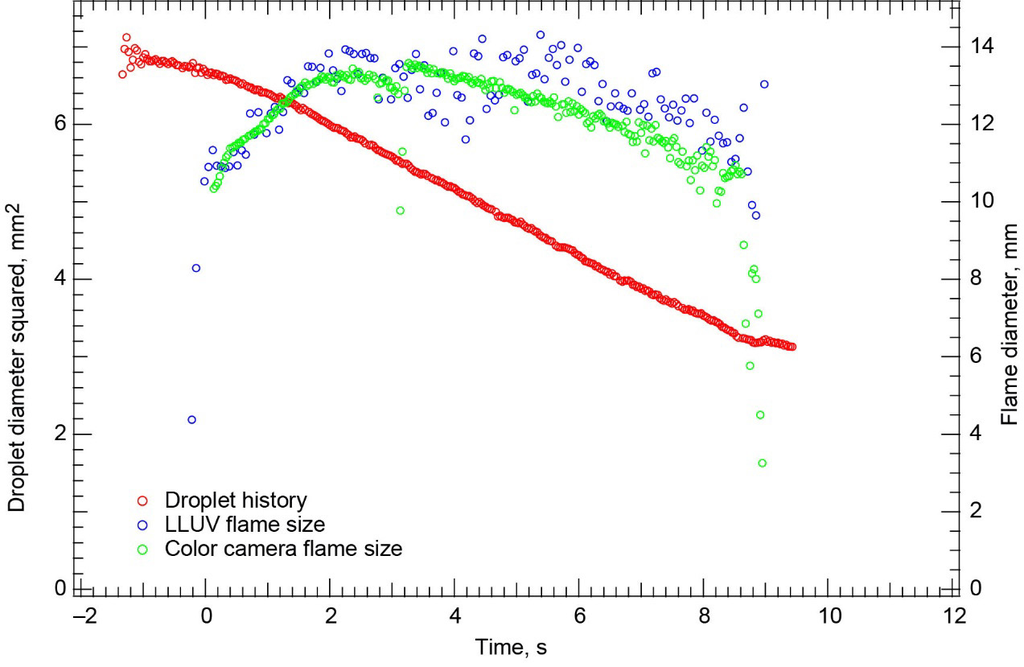 Droplet diameter squared, mm2
6
4
2
0
14
12
10
8
6
4
2
0
Flame diameter, mm
Droplet history
LLUV flame size
Color camera flame size
–2 0 2 4 6 8 10 12
Time, s